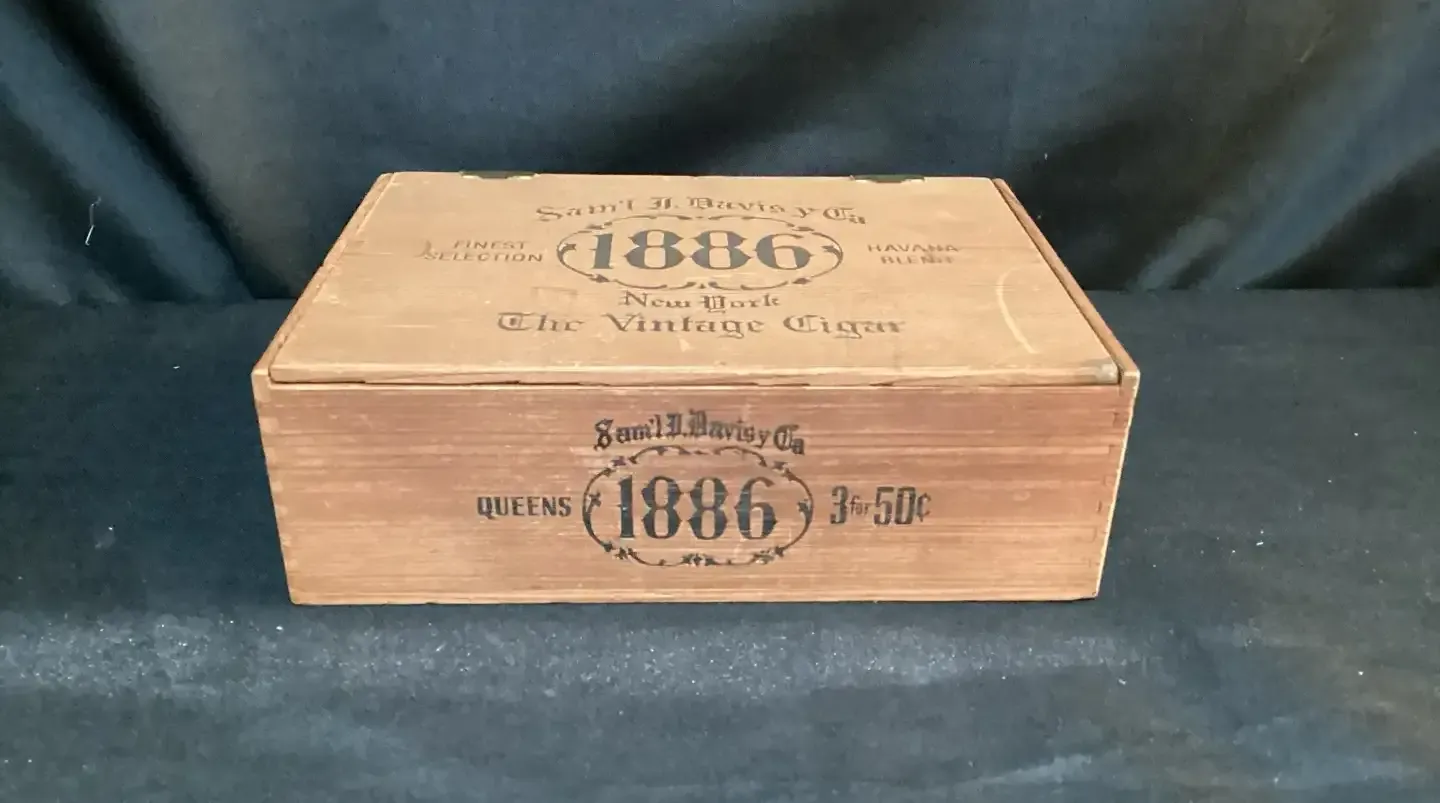 Sam'l I. Davis y Ca
FINEST
SELECTION
1886
HAVANA
BLEND
New York
The Vintage Cigar
Sam'l I. Davis y Ca
QUEENS
1886
3 for 50¢